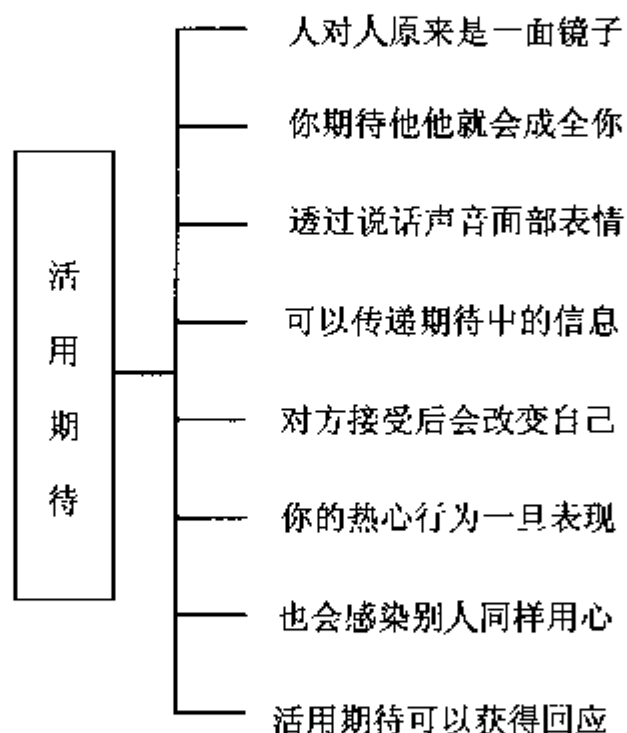 人对人原来是一面镜子
你期待他他就会成全你
透过说话声音面部表情
活用期待
可以传递期待中的信息
对方接受后会改变自己
你的热心行为一旦表现
也会感染别人同样用心
活用期待可以获得回应